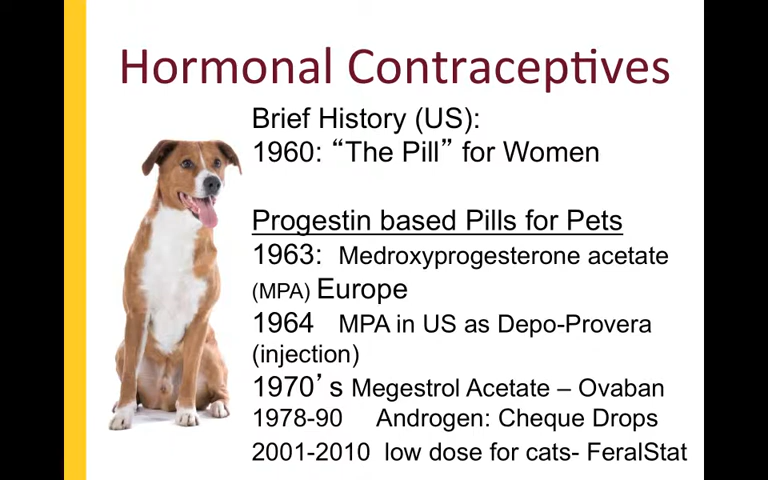 Hormonal Contraceptives
Brief History (US):
1960: “The Pill” for Women
Progestin based Pills for Pets
1963: Medroxyprogesterone acetate
(MPA) Europe
1964 MPA in US as Depo-Provera
(injection)
1970’s Megestrol Acetate – Ovaban
1978-90 Androgen: Cheque Drops
2001-2010 low dose for cats- FeralStat